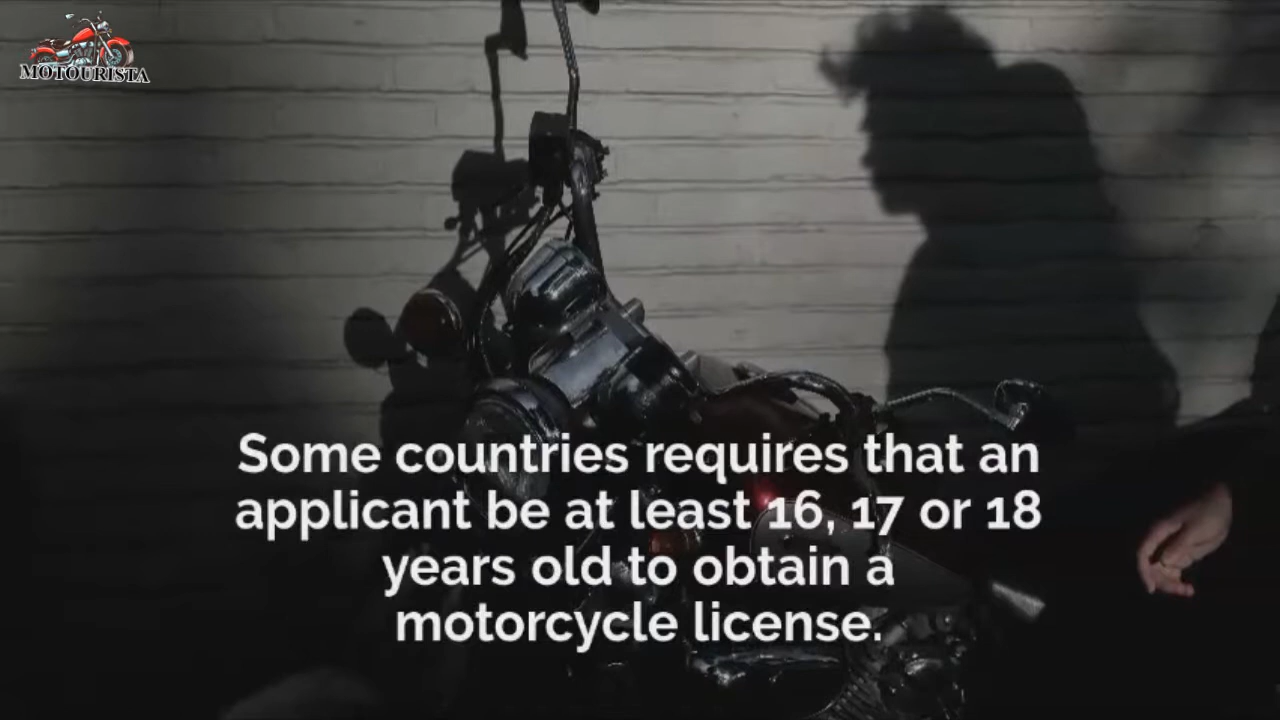 MOTOURISTA
Some countries requires that an
applicant be at least 16, 17 or 18
years old to obtain a
motorcycle license.